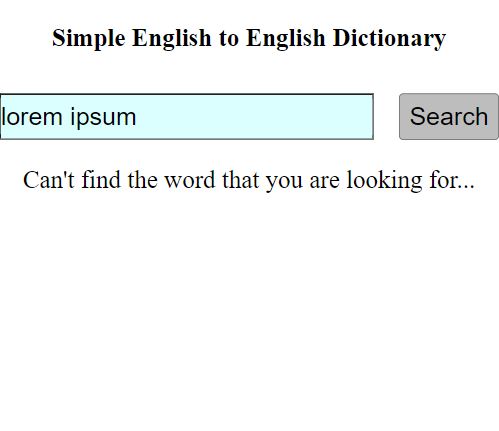 Simple English to English Dictionary
lorem ipsum
Search
Can't find the word that you are looking for...